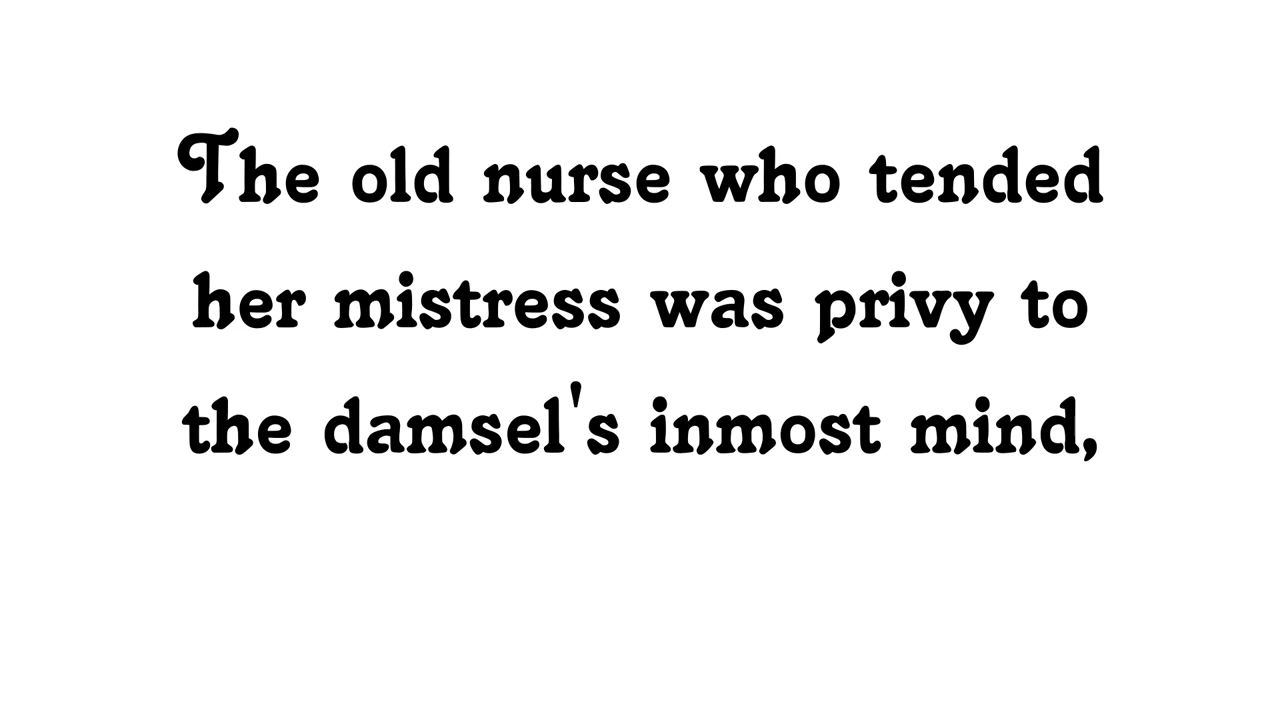 The old nurse who tended
her mistress was privy to
the damsel's inmost mind,